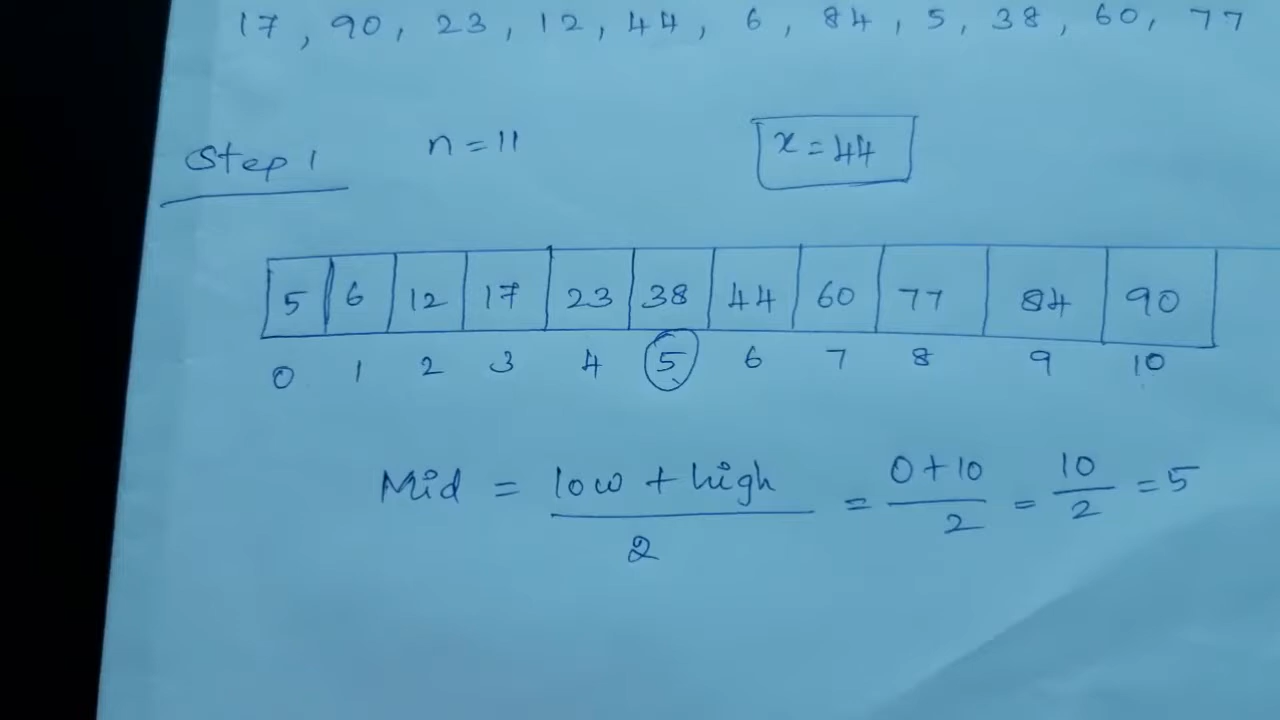 17, 90, 23, 12, 44, 6, 84, 5, 38, 60, 77
Step 1 n = 11 x = 44
5 6 12 17 23 38 44 60 77 84 90
0 1 2 3 4 5 6 7 8 9 10
Mid = low + high / 2 = 0 + 10 / 2 = 10 / 2 = 5